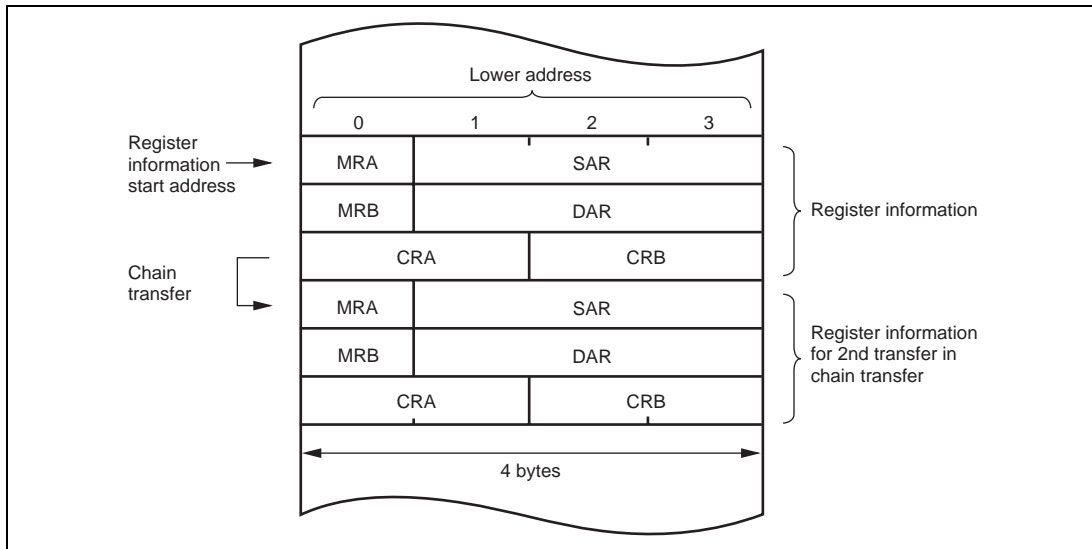 Lower address
0 1 2 3
Register
information
start address
MRA SAR
MRB DAR
CRA CRB
Register information
Chain
transfer
MRA SAR
MRB DAR
CRA CRB
Register information
for 2nd transfer in
chain transfer
4 bytes